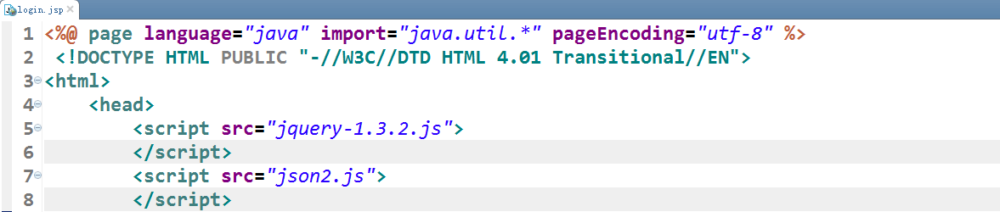 login.jsp
1 <%@ page language="java" import="java.util.*" pageEncoding="utf-8" %>
2 <!DOCTYPE HTML PUBLIC "-//W3C//DTD HTML 4.01 Transitional//EN">
3 <html>
4 <head>
5 <script src="jquery-1.3.2.js">
6 </script>
7 <script src="json2.js">
8 </script>